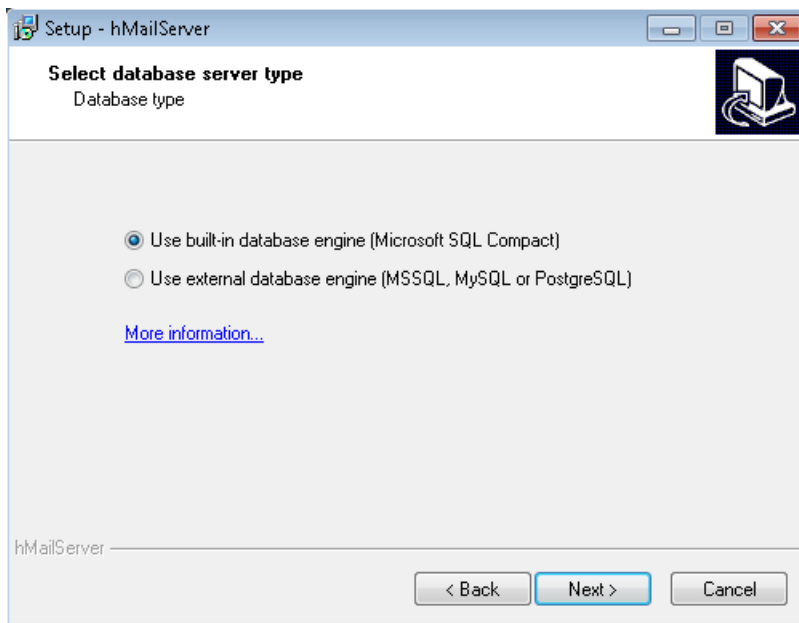 Setup - hMailServer
Select database server type
Database type
Use built-in database engine (Microsoft SQL Compact)
Use external database engine (MSSQL, MySQL or PostgreSQL)
More information...
hMailServer
< Back
Next >
Cancel